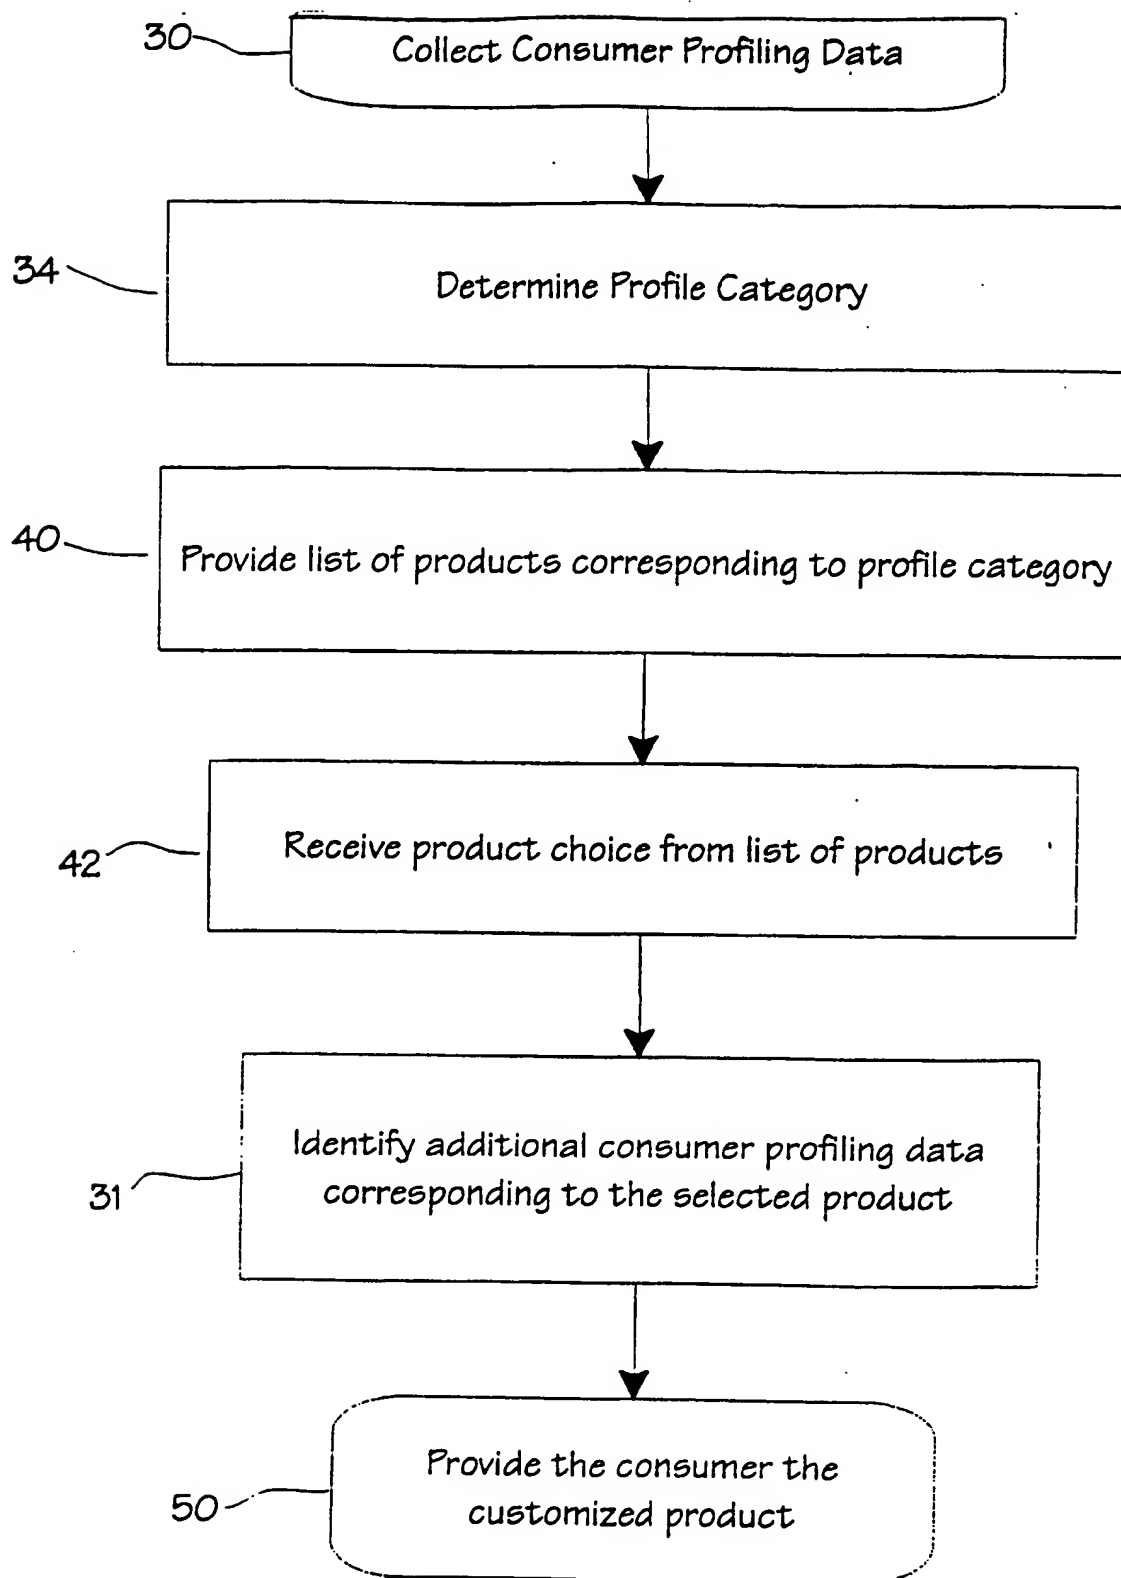 30
Collect Consumer Profiling Data
34
Determine Profile Category
40
Provide list of products corresponding to profile category
42
Receive product choice from list of products
31
Identify additional consumer profiling data
corresponding to the selected product
50
Provide the consumer the
customized product